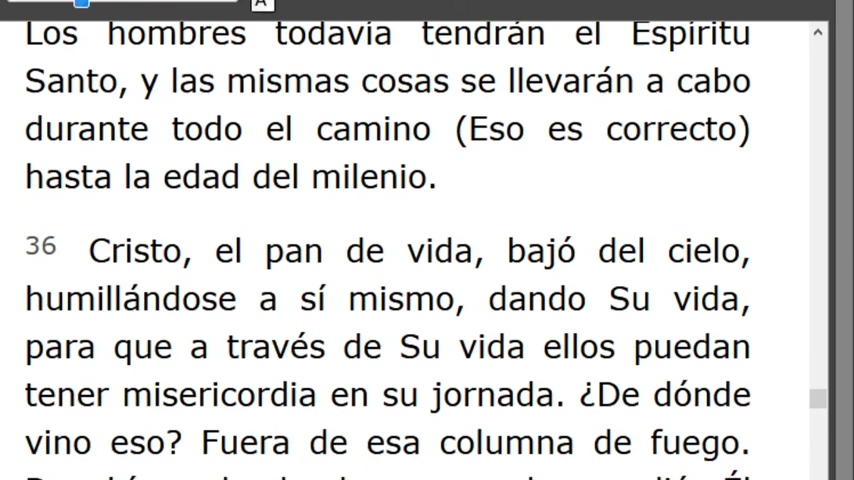 A
Los hombres todavía tendrán el Espíritu
Santo, y las mismas cosas se llevarán a cabo
durante todo el camino (Eso es correcto)
hasta la edad del milenio.
36 Cristo, el pan de vida, bajó del cielo,
humillándose a sí mismo, dando Su vida,
para que a través de Su vida ellos puedan
tener misericordia en su jornada. ¿De dónde
vino eso? Fuera de esa columna de fuego.